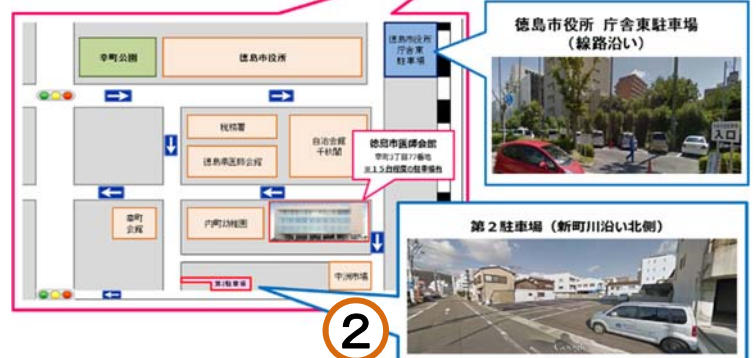 幸町公園
徳島市役所
徳島市役所
庁舎東
駐車場
税務署
徳島県医師会館
自治会館
千秋閣
徳島市医師会館
幸町3丁目77番地
※15台程度の駐車場有
幸町
会館
内町幼稚園
第2駐車場
中洲市場
徳島市役所 庁舎東駐車場
(線路沿い)
入口
第2駐車場(新町川沿い北側)
Google
2